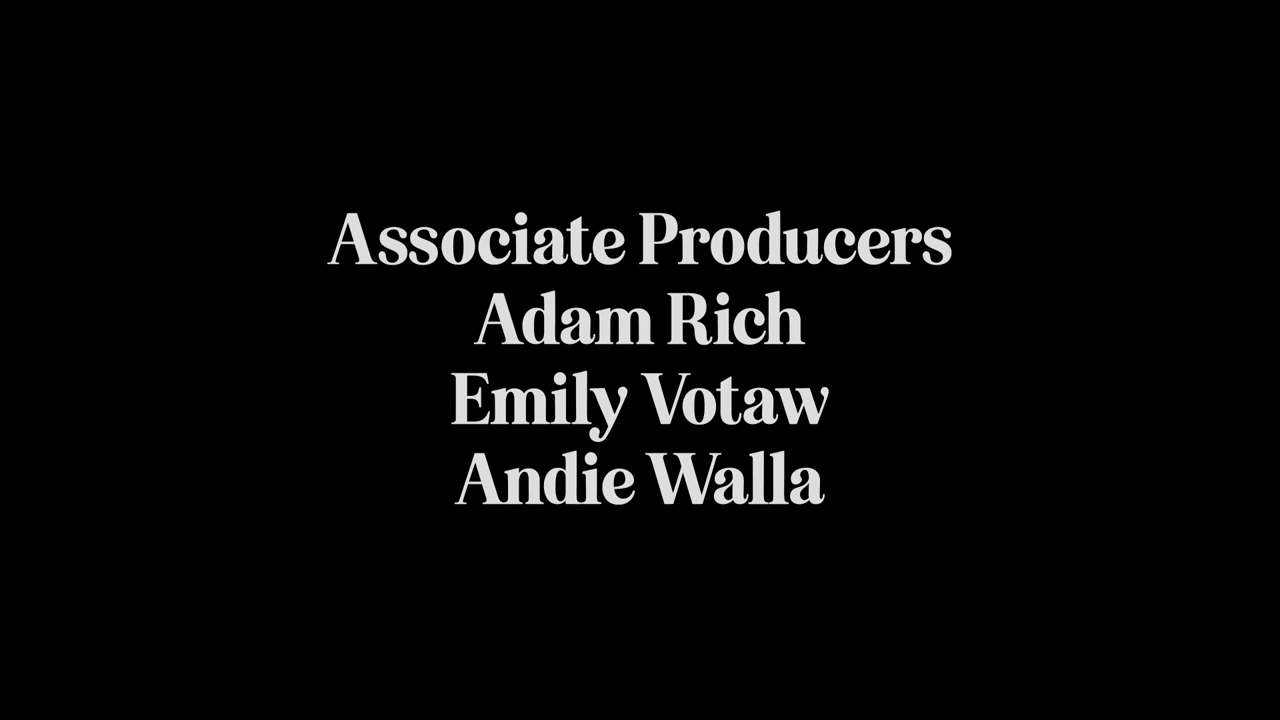 Associate Producers
Adam Rich
Emily Votaw
Andie Walla